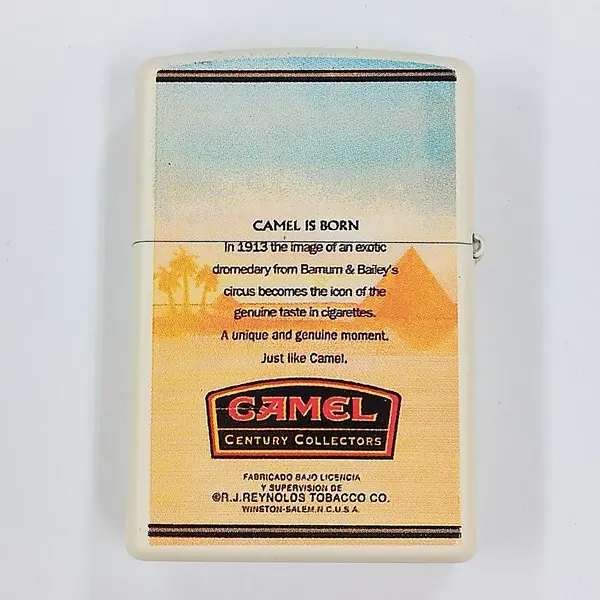 CAMEL IS BORN
In 1913 the image of an exotic
dromedary from Barnum & Bailey's
circus becomes the icon of the
genuine taste in cigarettes.
A unique and genuine moment.
Just like Camel.
CAMEL
CENTURY COLLECTORS
FABRICADO BAJO LICENCIA
Y SUPERVISION DE
©R.J.REYNOLDS TOBACCO CO.
WINSTON-SALEM.N.C.U.S.A.